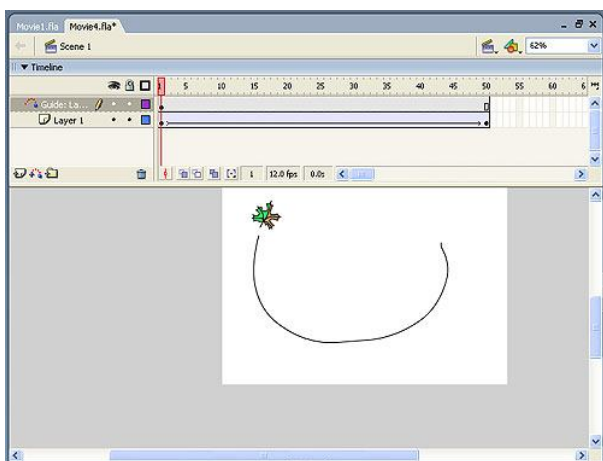 Movie1.fla Movie4.fla*
Scene 1 62%
Timeline
1 5 10 15 20 25 30 35 40 45 50 55 60 6
Guide: La...
Layer 1
1 12.0 fps 0.0s